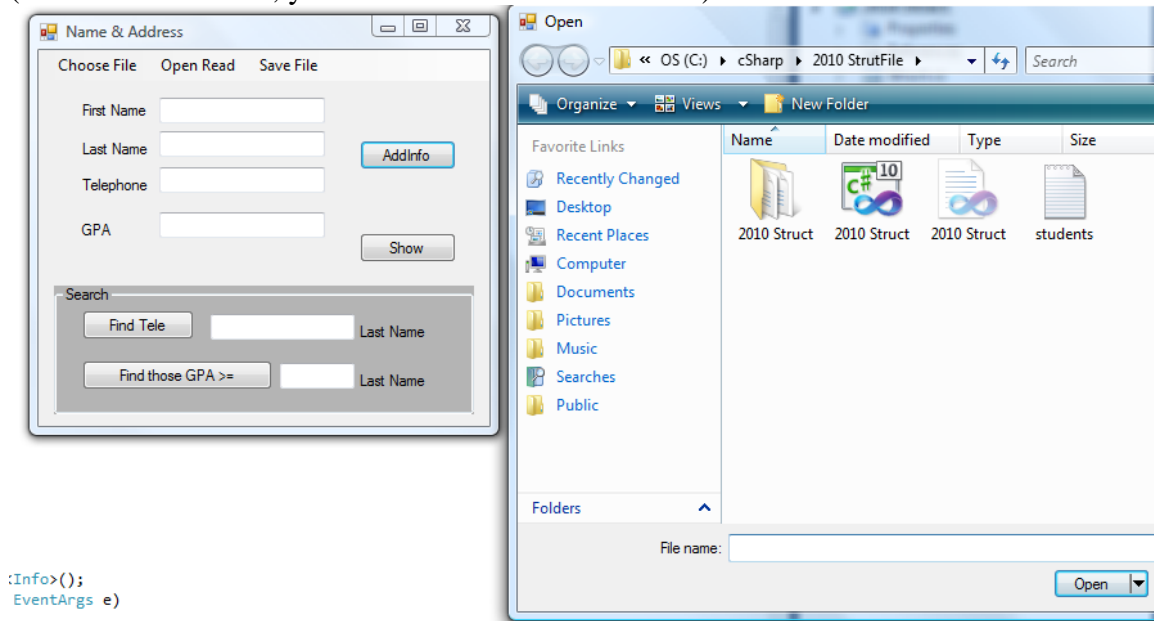 Name & Address
Choose File Open Read Save File
First Name
Last Name
AddInfo
Telephone
GPA
Show
Search
Find Tele
Last Name
Find those GPA >=
Last Name
Open
« OS (C:) ▸ cSharp ▸ 2010 StrutFile ▸
Search
Organize Views New Folder
Favorite Links
Recently Changed
Desktop
Recent Places
Computer
Documents
Pictures
Music
Searches
Public
Folders
Name Date modified Type Size
10
C#
2010 Struct 2010 Struct 2010 Struct students
File name:
Open
<Info>();
EventArgs e)